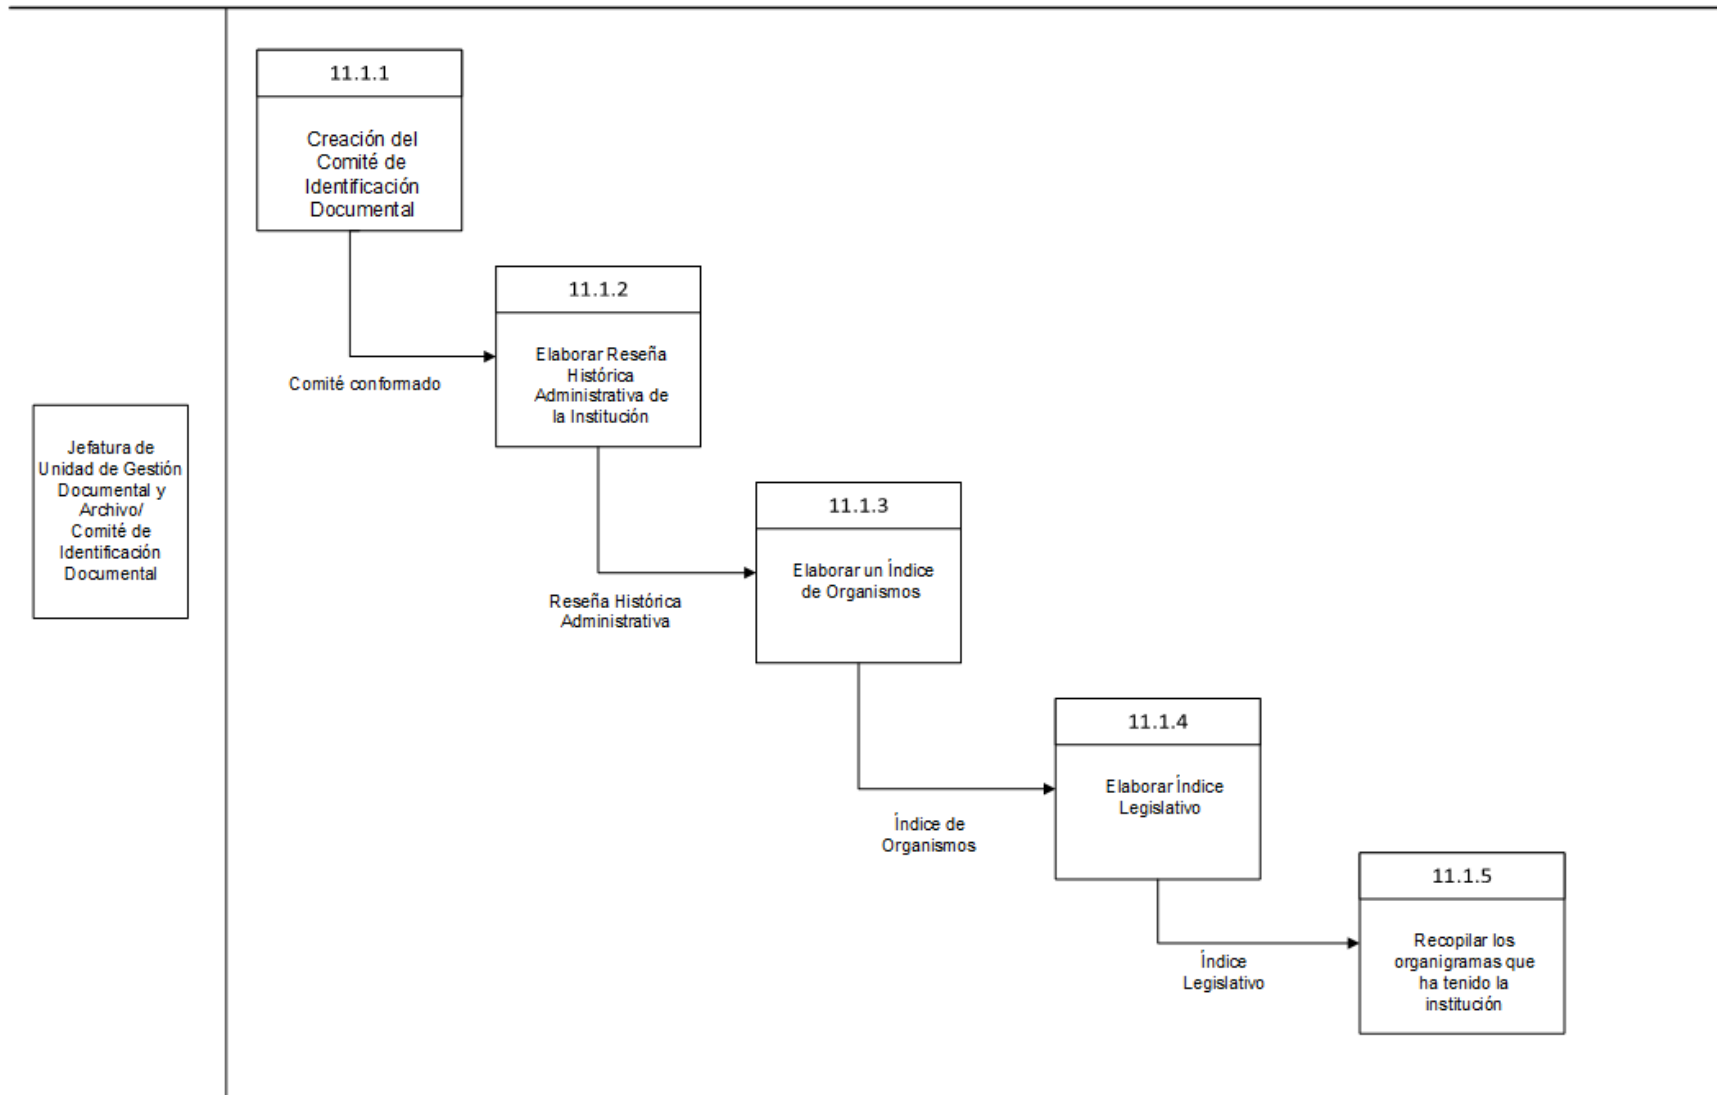 11.1.1
Creación del
Comité de
Identificación
Documental
Comité conformado
11.1.2
Elaborar Reseña
Histórica
Administrativa de
la Institución
Jefatura de
Unidad de Gestión
Documental y
Archivo/
Comité de
Identificación
Documental
Reseña Histórica
Administrativa
11.1.3
Elaborar un Índice
de Organismos
Índice de
Organismos
11.1.4
Elaborar Índice
Legislativo
Índice
Legislativo
11.1.5
Recopilar los
organigramas que
ha tenido la
institución